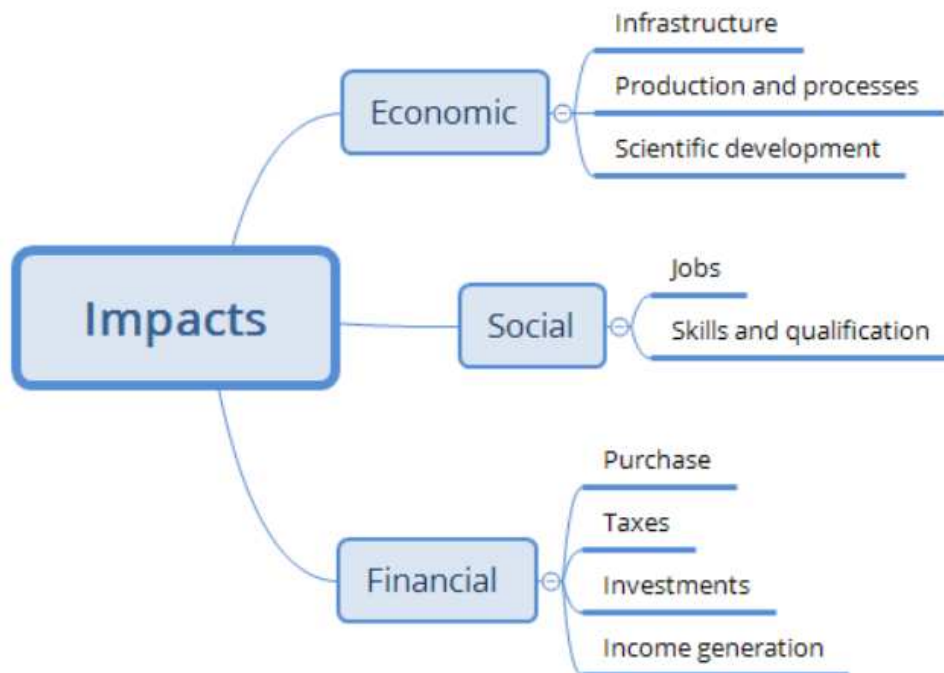 Impacts
Economic
Infrastructure
Production and processes
Scientific development
Social
Jobs
Skills and qualification
Financial
Purchase
Taxes
Investments
Income generation